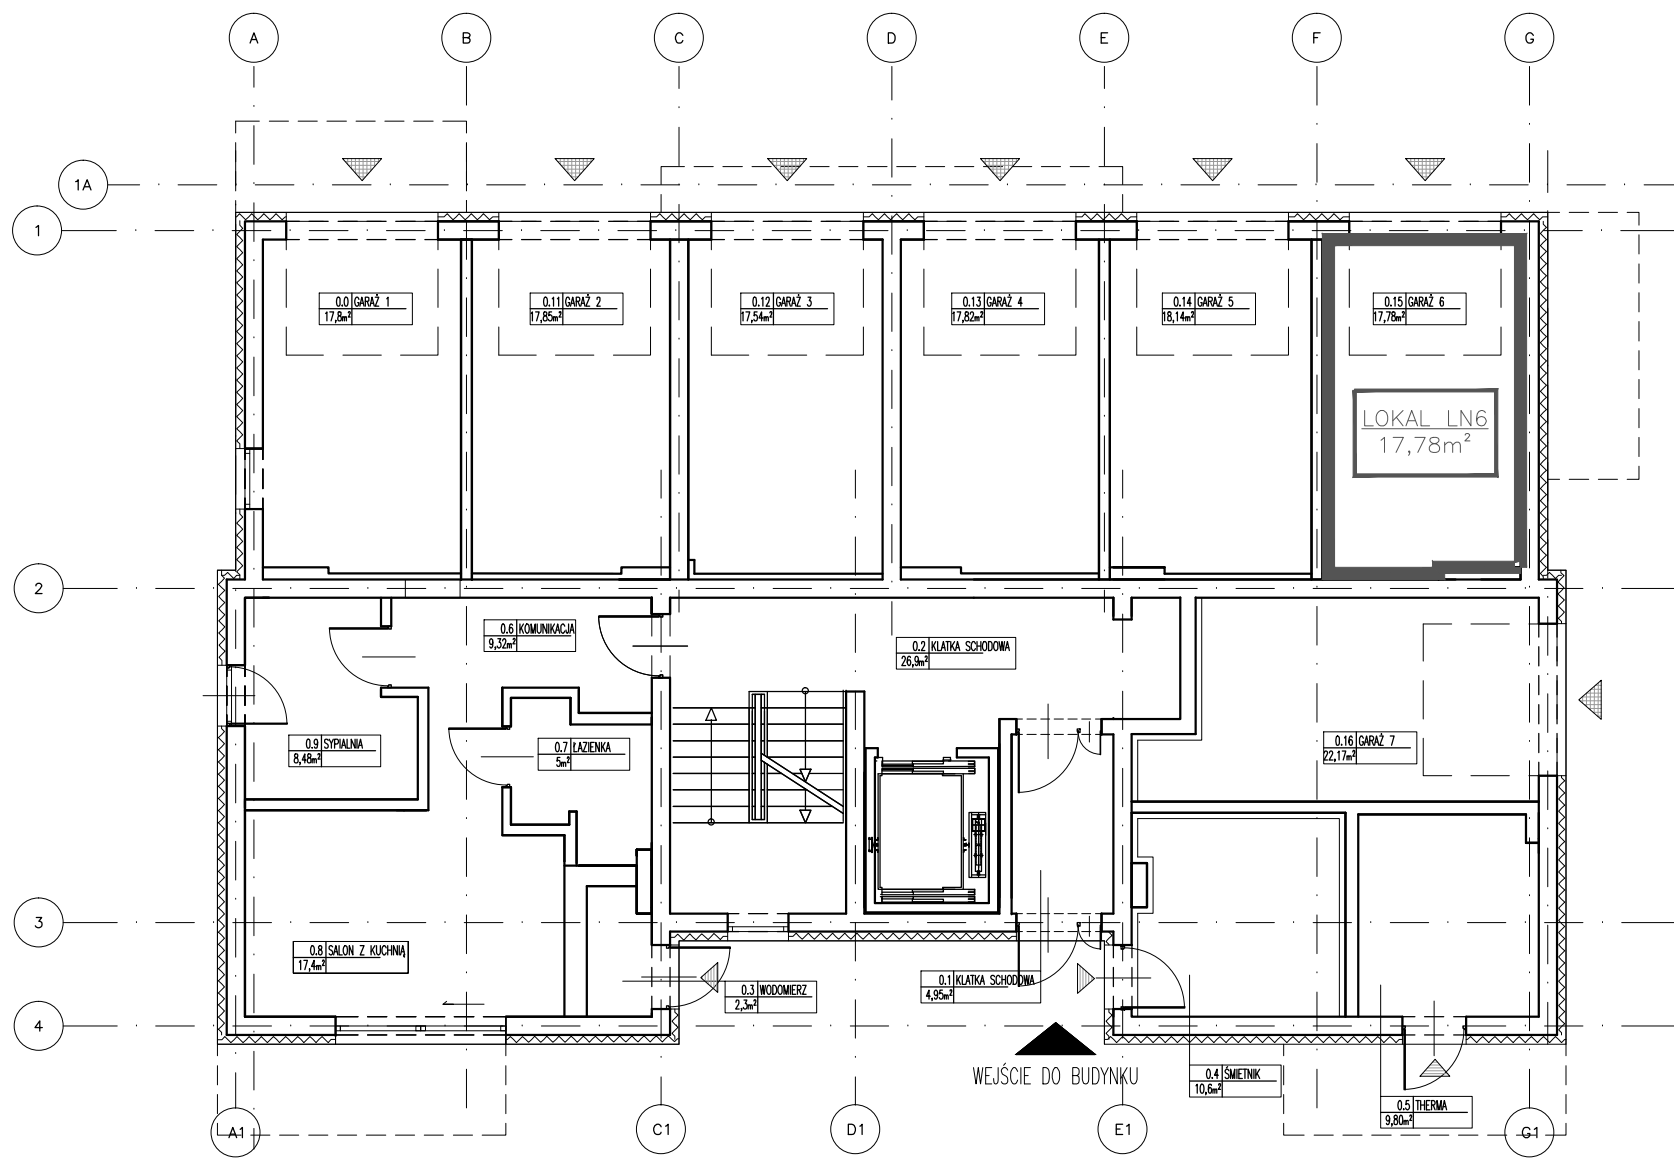 A B C D E F G
1A
1
0.0 GARAŻ 1
17,8m²
0.11 GARAŻ 2
17,85m²
0.12 GARAŻ 3
17,54m²
0.13 GARAŻ 4
17,82m²
0.14 GARAŻ 5
18,14m²
0.15 GARAŻ 6
17,78m²
LOKAL LN6
17,78m²
2
0.6 KOMUNIKACJA
9,32m²
0.2 KLATKA SCHODOWA
26,9m²
0.9 SYPIALNIA
8,48m²
0.7 ŁAZIENKA
5m²
0.16 GARAŻ 7
22,17m²
3
0.8 SALON Z KUCHNIĄ
17,4m²
0.3 WODOMIERZ
2,3m²
0.1 KLATKA SCHODOWA
4,95m²
4
WEJŚCIE DO BUDYNKU
0.4 ŚMIETNIK
10,6m²
0.5 THERMA
9,80m²
A1 C1 D1 E1 G1